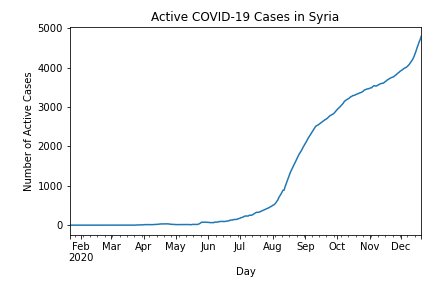 Active COVID-19 Cases in Syria
5000
4000
3000
2000
1000
0
Number of Active Cases
Feb Mar Apr May Jun Jul Aug Sep Oct Nov Dec
2020
Day